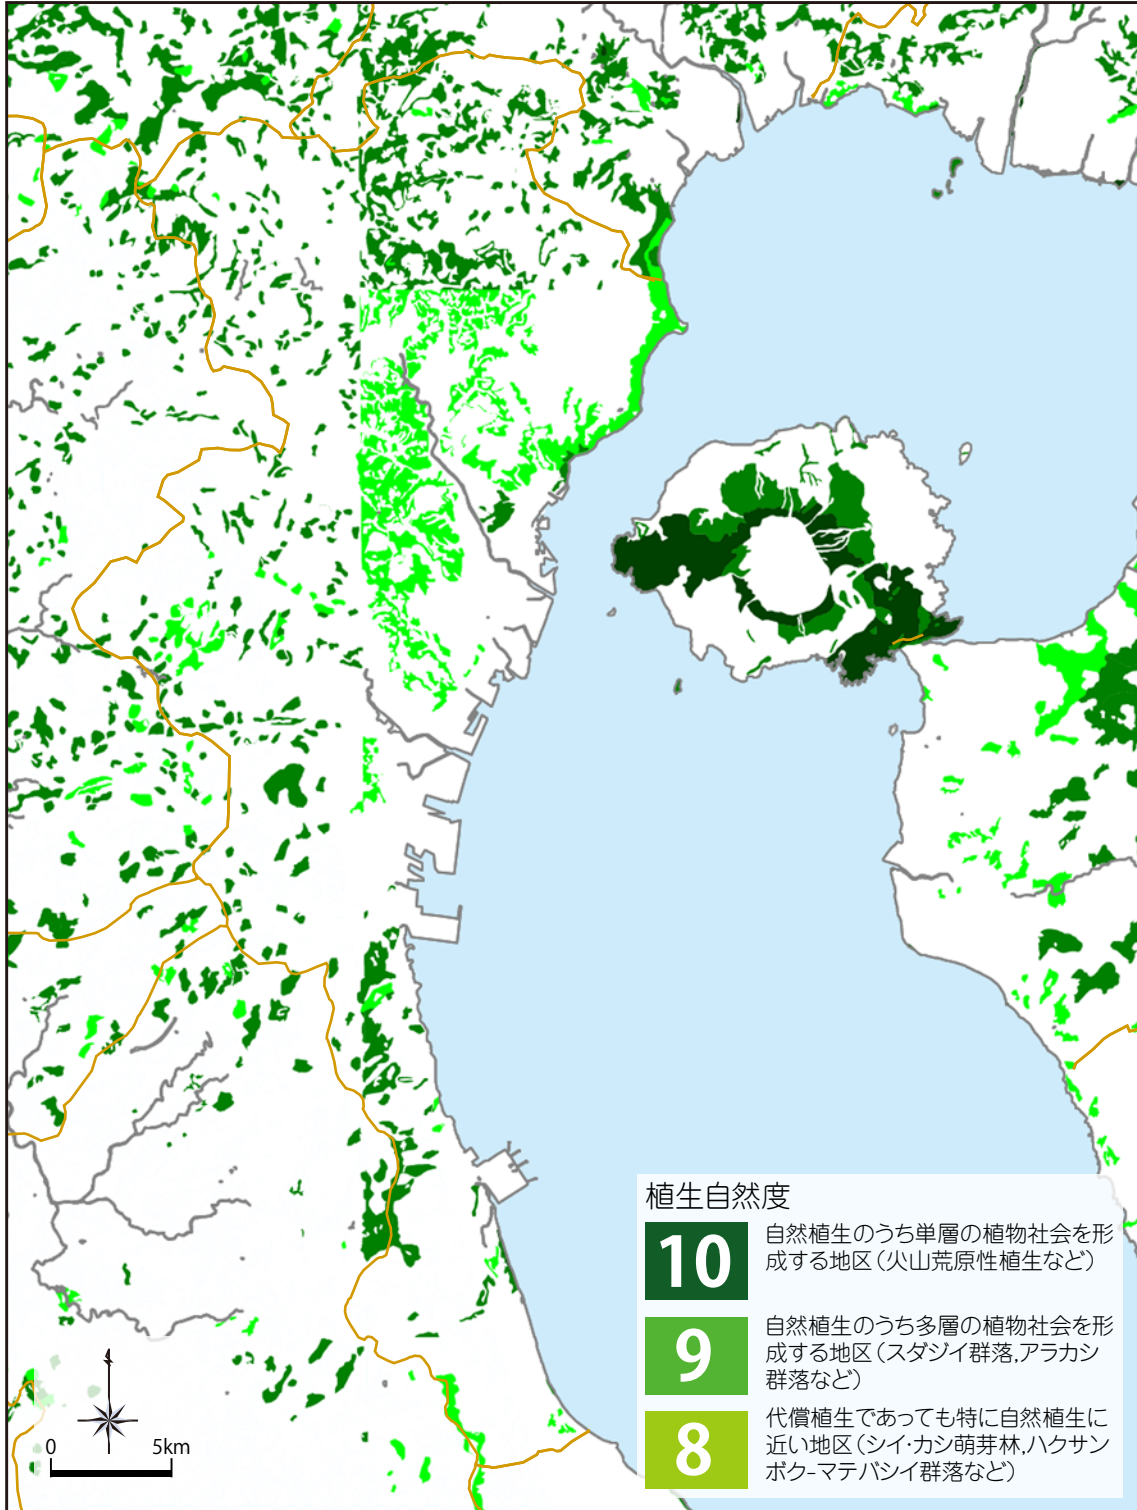 植生自然度
10
自然植生のうち単層の植物社会を形
成する地区(火山荒原性植生など)
9
自然植生のうち多層の植物社会を形
成する地区(スダジイ群落,アラカシ
群落など)
8
代償植生であっても特に自然植生に
近い地区(シイ・カシ萌芽林,ハクサン
ボク-マテバシイ群落など)
0 5km